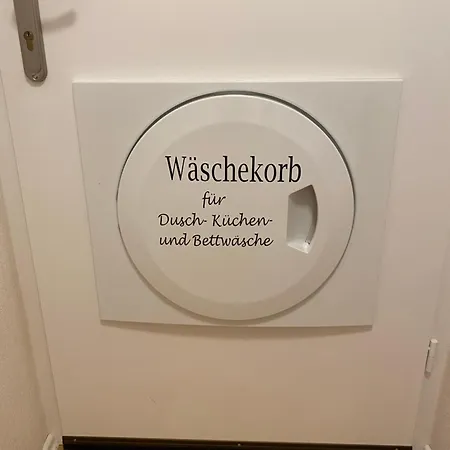 Wäschekorb
für
Dusch- Küchen-
und Bettwäsche